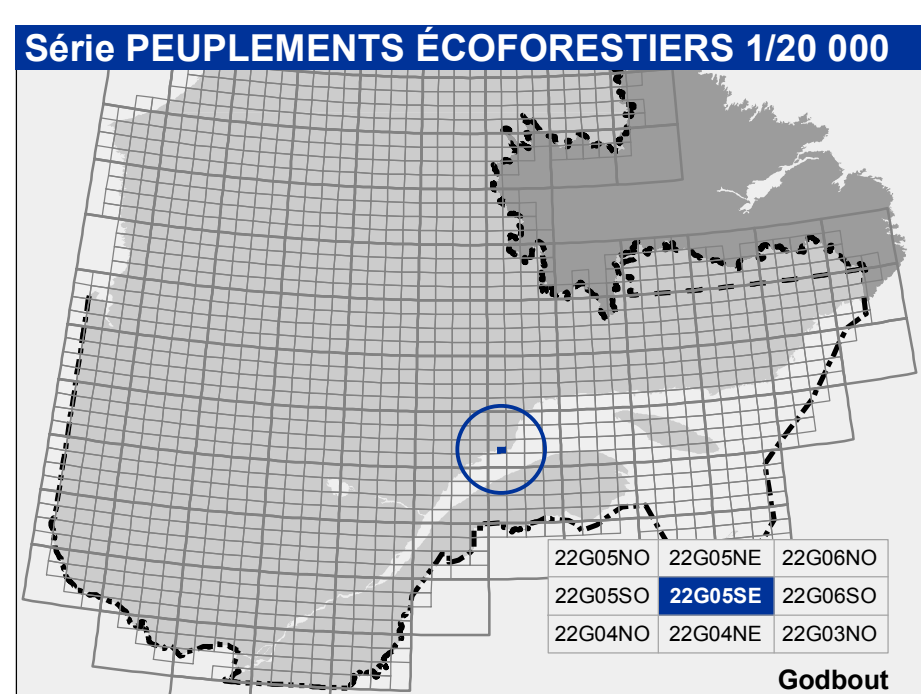 Série PEUPLEMENTS ÉCOFORESTIERS 1/20 000
22G05NO 22G05NE 22G06NO
22G05SO 22G05SE 22G06SO
22G04NO 22G04NE 22G03NO
Godbout